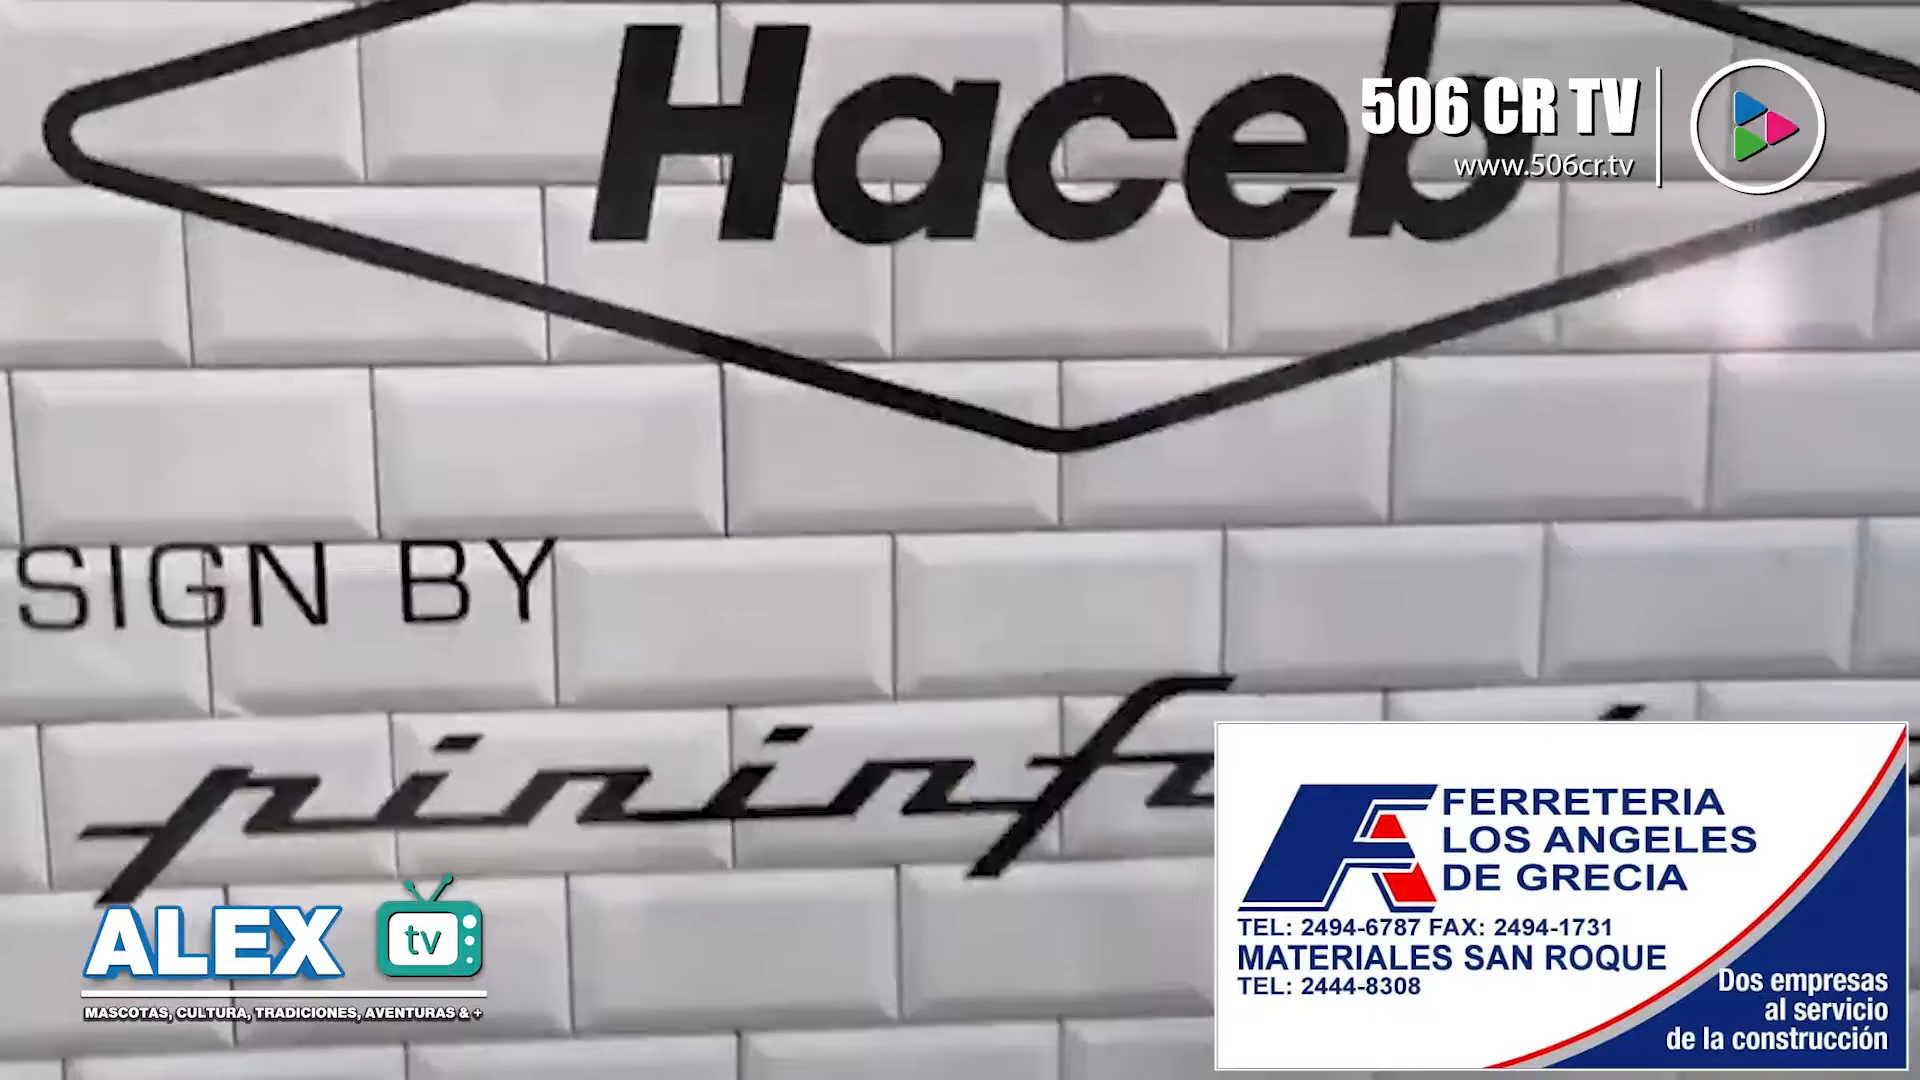 Haceb
506 CR TV
www.506cr.tv
SIGN BY
pininf
FERRETERIA
LOS ANGELES
DE GRECIA
TEL: 2494-6787 FAX: 2494-1731
MATERIALES SAN ROQUE
TEL: 2444-8308
Dos empresas
al servicio
de la construcción
ALEX tv
MASCOTAS, CULTURA, TRADICIONES, AVENTURAS & +